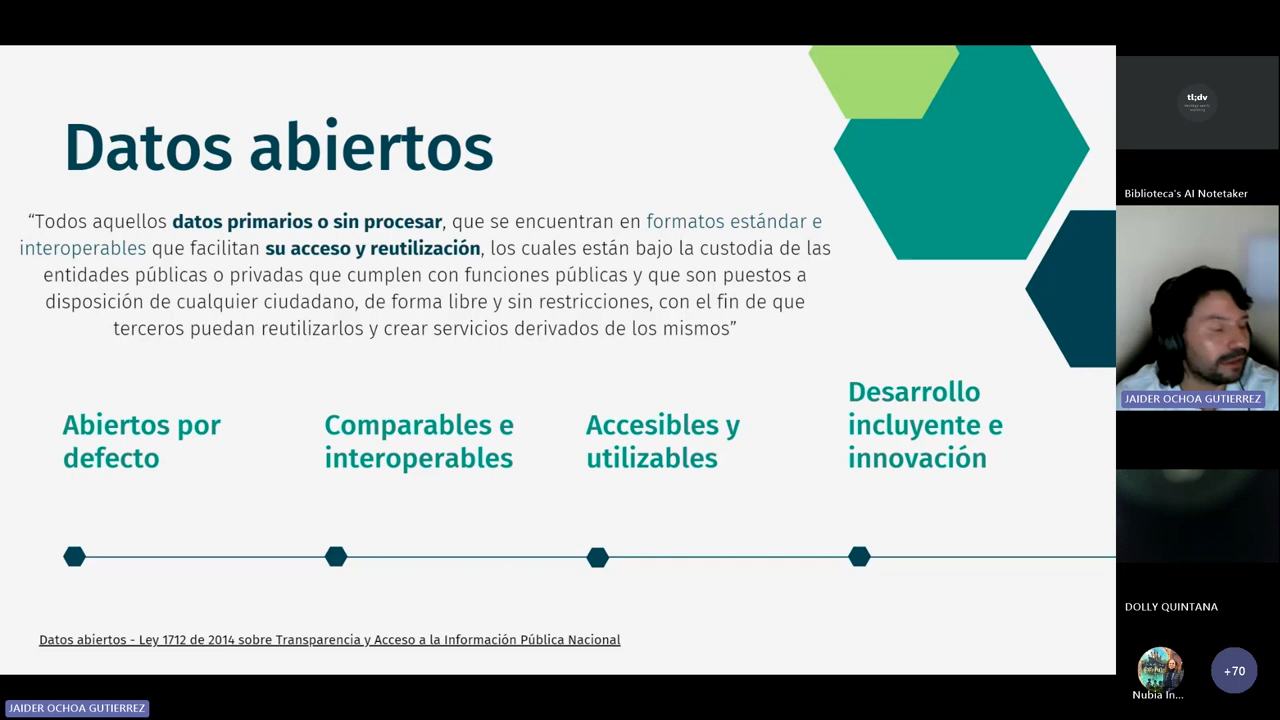 Datos abiertos
“Todos aquellos datos primarios o sin procesar, que se encuentran en formatos estándar e
interoperables que facilitan su acceso y reutilización, los cuales están bajo la custodia de las
entidades públicas o privadas que cumplen con funciones públicas y que son puestos a
disposición de cualquier ciudadano, de forma libre y sin restricciones, con el fin de que
terceros puedan reutilizarlos y crear servicios derivados de los mismos”
Abiertos por
defecto
Comparables e
interoperables
Accesibles y
utilizables
Desarrollo
incluyente e
innovación
Datos abiertos - Ley 1712 de 2014 sobre Transparencia y Acceso a la Información Pública Nacional
JAIDER OCHOA GUTIERREZ
tl;dv
Biblioteca's AI Notetaker
JAIDER OCHOA GUTIERREZ
DOLLY QUINTANA
Nubia In...
+70